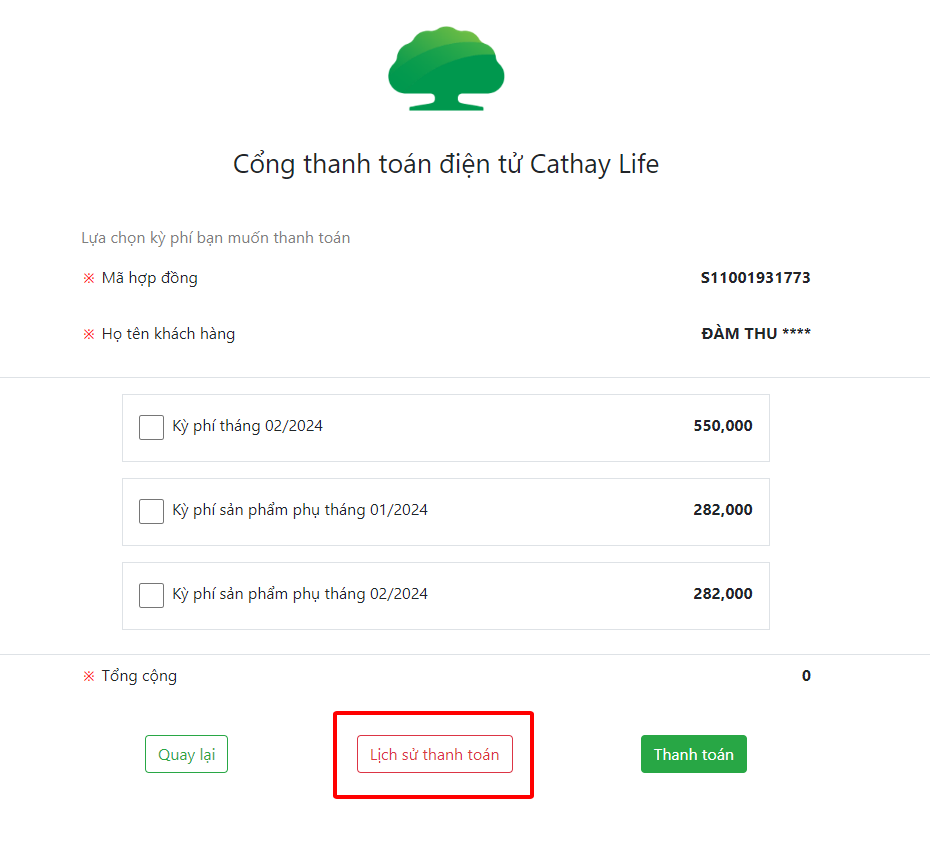 Cổng thanh toán điện tử Cathay Life
Lựa chọn kỳ phí bạn muốn thanh toán
※ Mã hợp đồng S11001931773
※ Họ tên khách hàng ĐÀM THU ****
Kỳ phí tháng 02/2024 550,000
Kỳ phí sản phẩm phụ tháng 01/2024 282,000
Kỳ phí sản phẩm phụ tháng 02/2024 282,000
※ Tổng cộng 0
Quay lại Lịch sử thanh toán Thanh toán